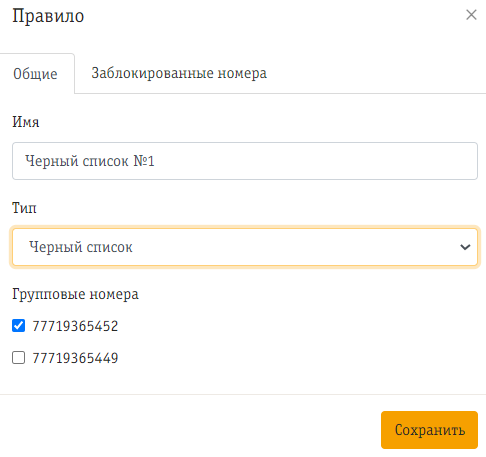 Правило
Общие
Заблокированные номера
Имя
Черный список №1
Тип
Черный список
Групповые номера
77719365452
77719365449
Сохранить